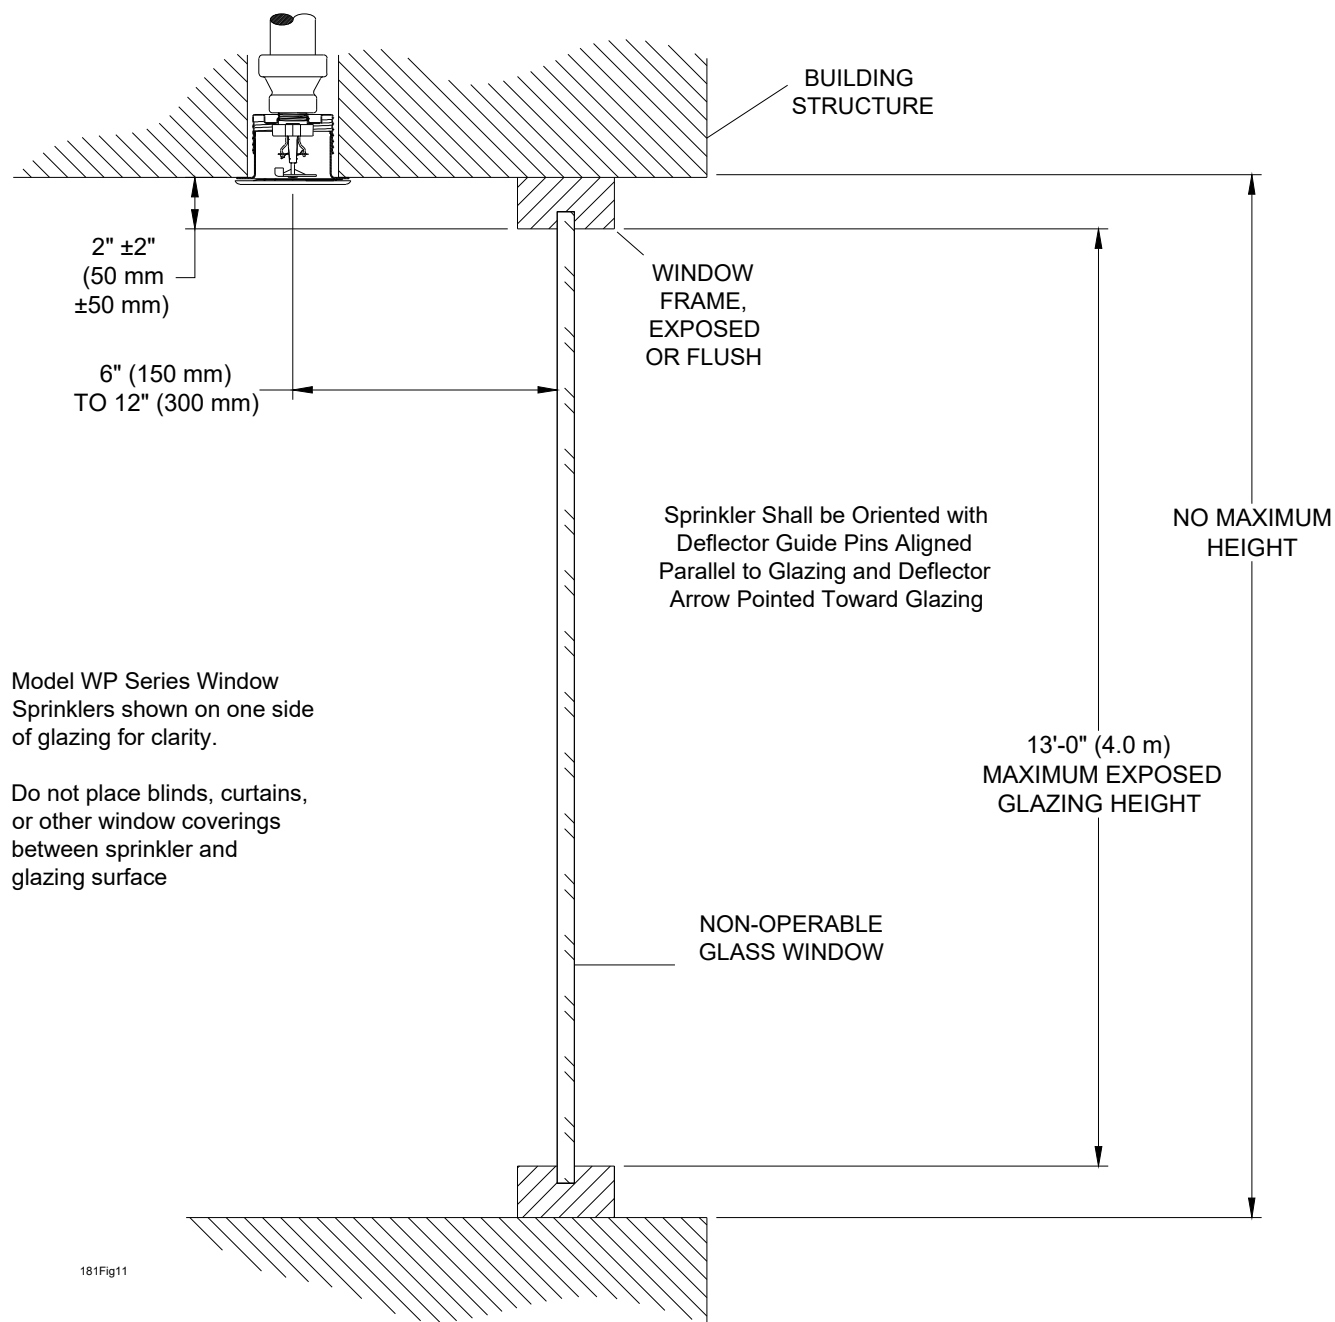 BUILDING
STRUCTURE
2" ±2"
(50 mm
±50 mm)
WINDOW
FRAME,
EXPOSED
OR FLUSH
6" (150 mm)
TO 12" (300 mm)
Sprinkler Shall be Oriented with
Deflector Guide Pins Aligned
Parallel to Glazing and Deflector
Arrow Pointed Toward Glazing
NO MAXIMUM
HEIGHT
Model WP Series Window
Sprinklers shown on one side
of glazing for clarity.
Do not place blinds, curtains,
or other window coverings
between sprinkler and
glazing surface
13'-0" (4.0 m)
MAXIMUM EXPOSED
GLAZING HEIGHT
NON-OPERABLE
GLASS WINDOW
181Fig11